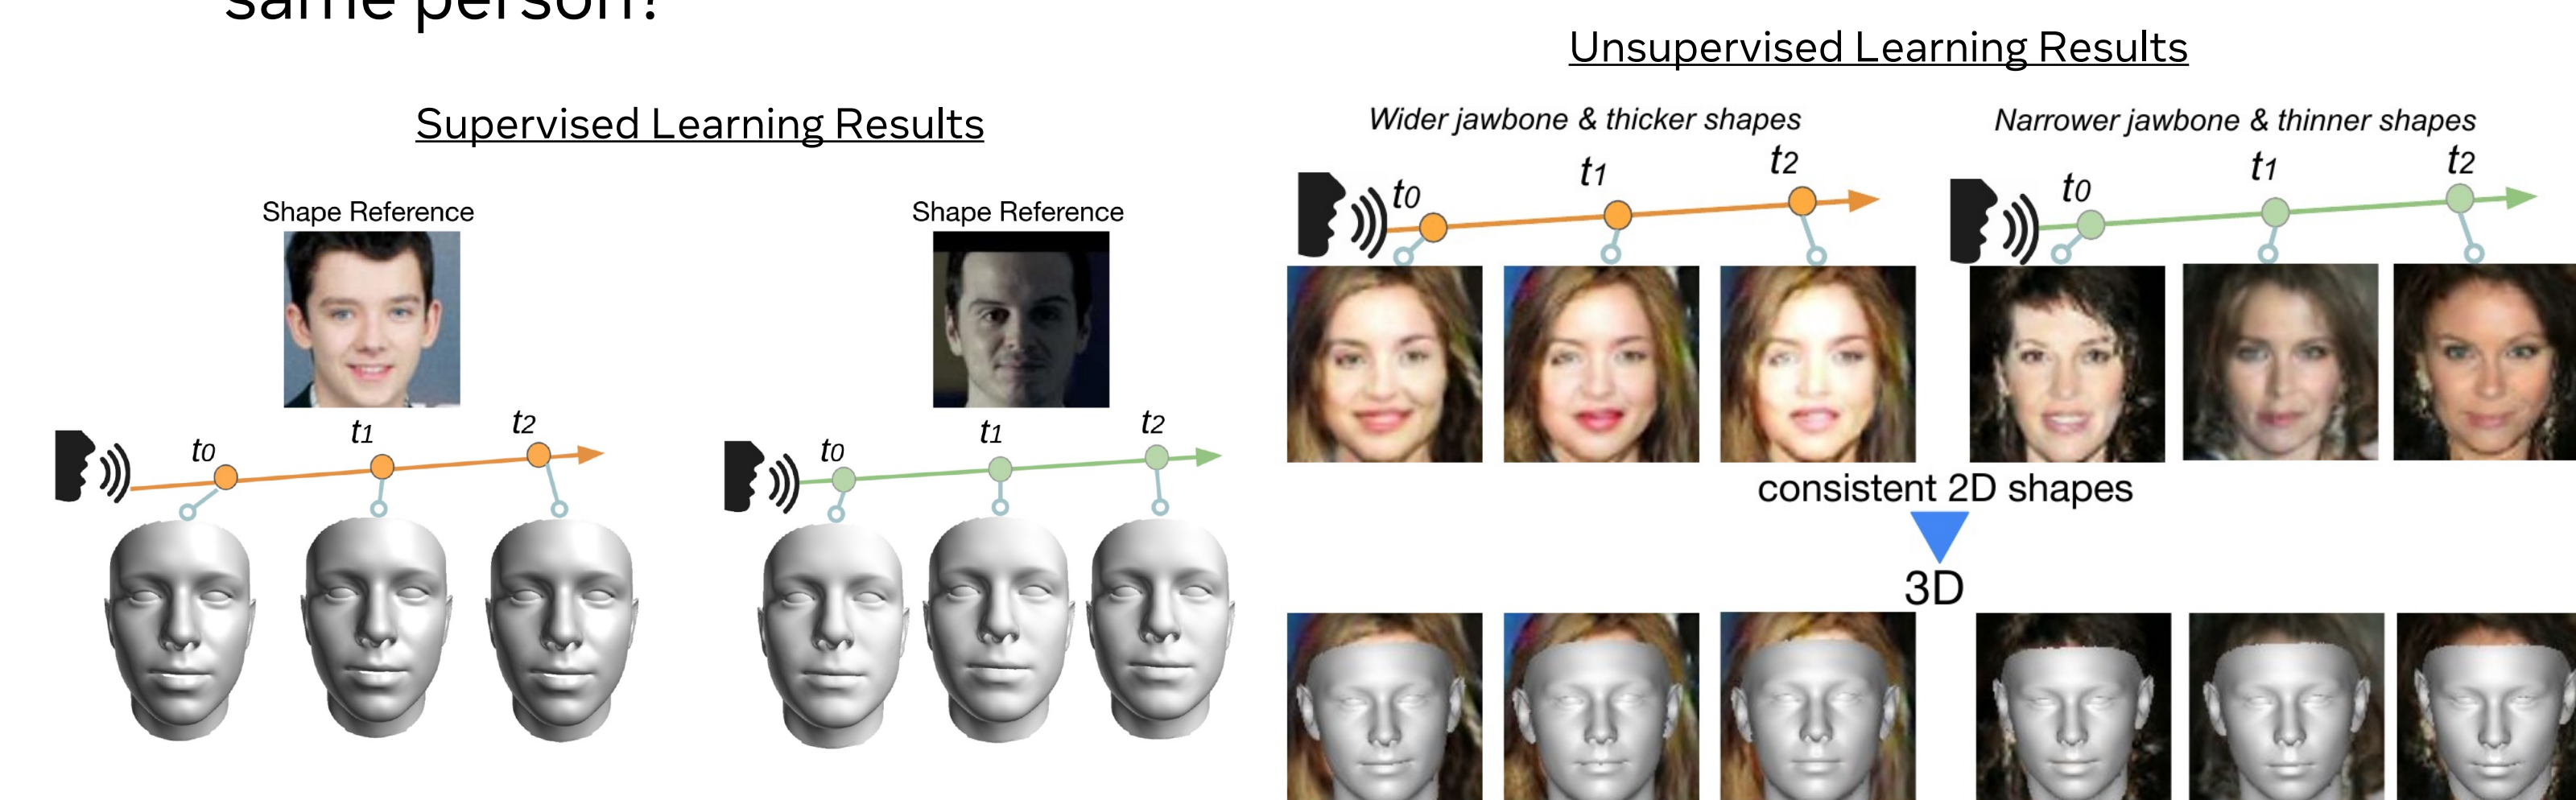 same person?
Supervised Learning Results
Shape Reference
t0
t1
t2
Shape Reference
t0
t1
t2
Unsupervised Learning Results
Wider jawbone & thicker shapes
t0
t1
t2
Narrower jawbone & thinner shapes
t0
t1
t2
consistent 2D shapes
3D